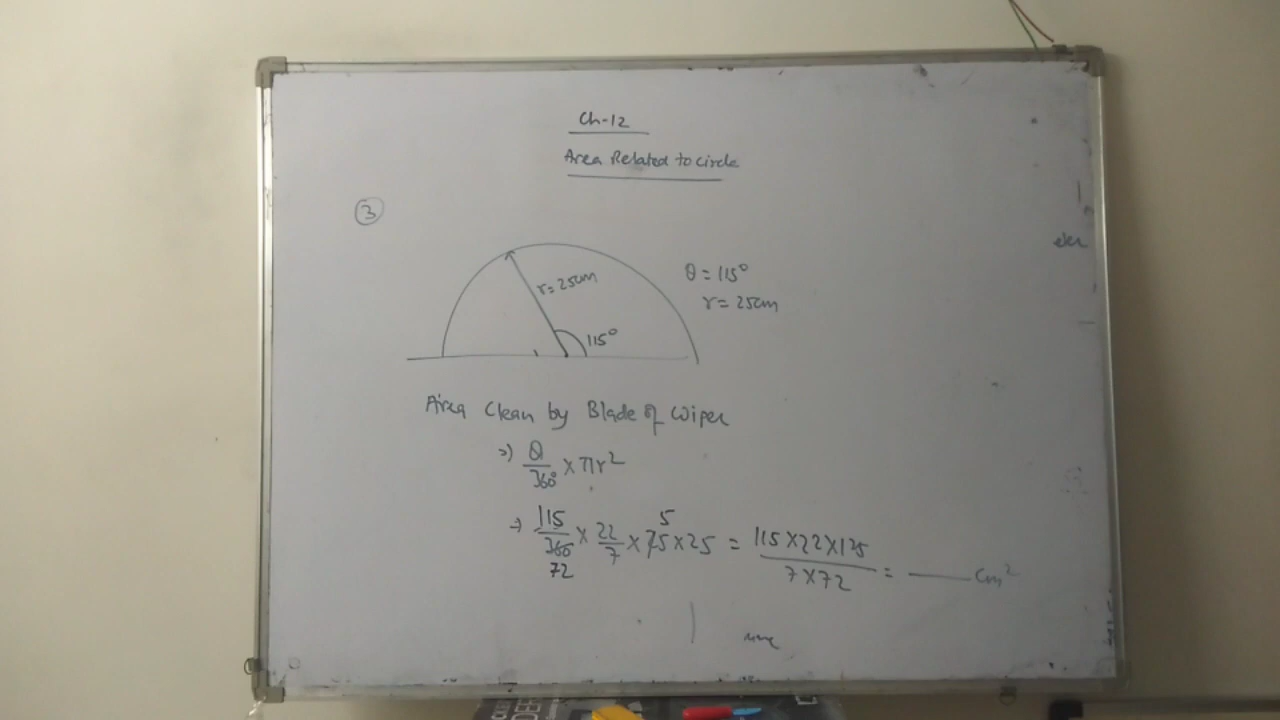 Ch-12
Area Related to circle
3
r = 25cm
115°
θ = 115°
r = 25cm
Area Clean by Blade of Wiper
⇒ θ/360° × πr²
⇒ 115/360 × 22/7 × 25 × 25 = 115×22×125/7×72 = ___ cm²
5
72